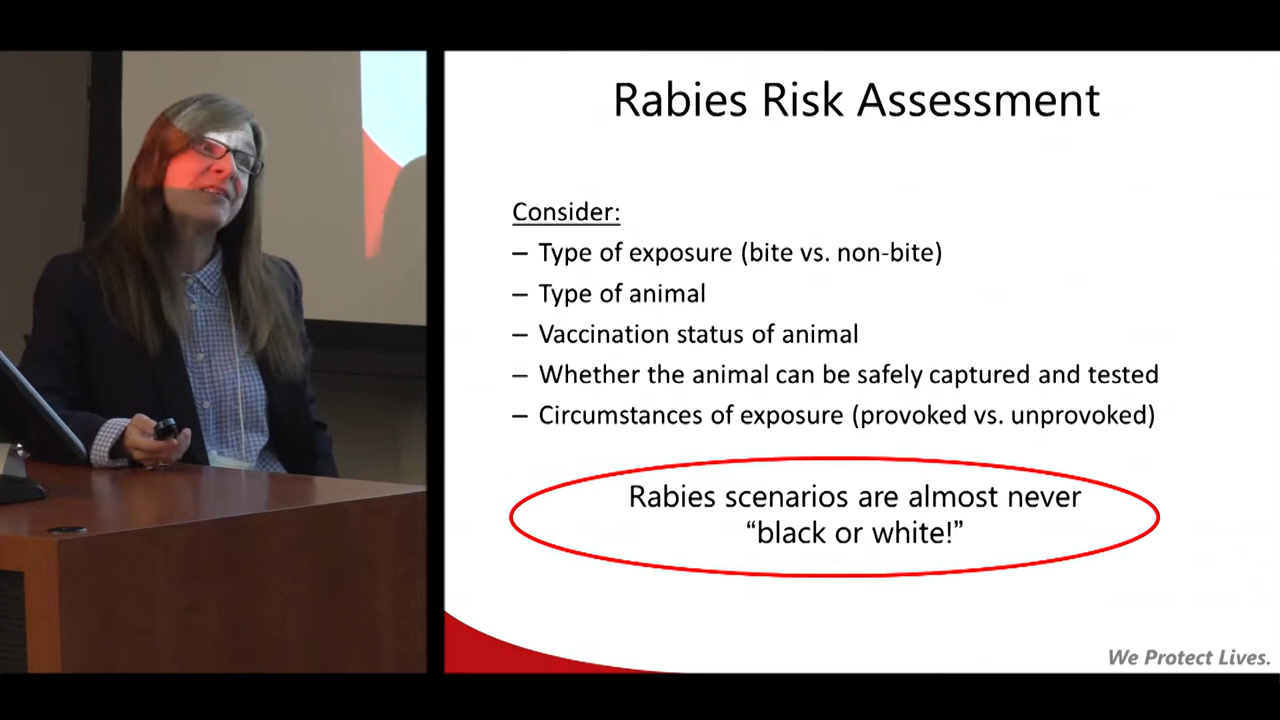 Rabies Risk Assessment
Consider:
– Type of exposure (bite vs. non-bite)
– Type of animal
– Vaccination status of animal
– Whether the animal can be safely captured and tested
– Circumstances of exposure (provoked vs. unprovoked)
Rabies scenarios are almost never
“black or white!”
We Protect Lives.